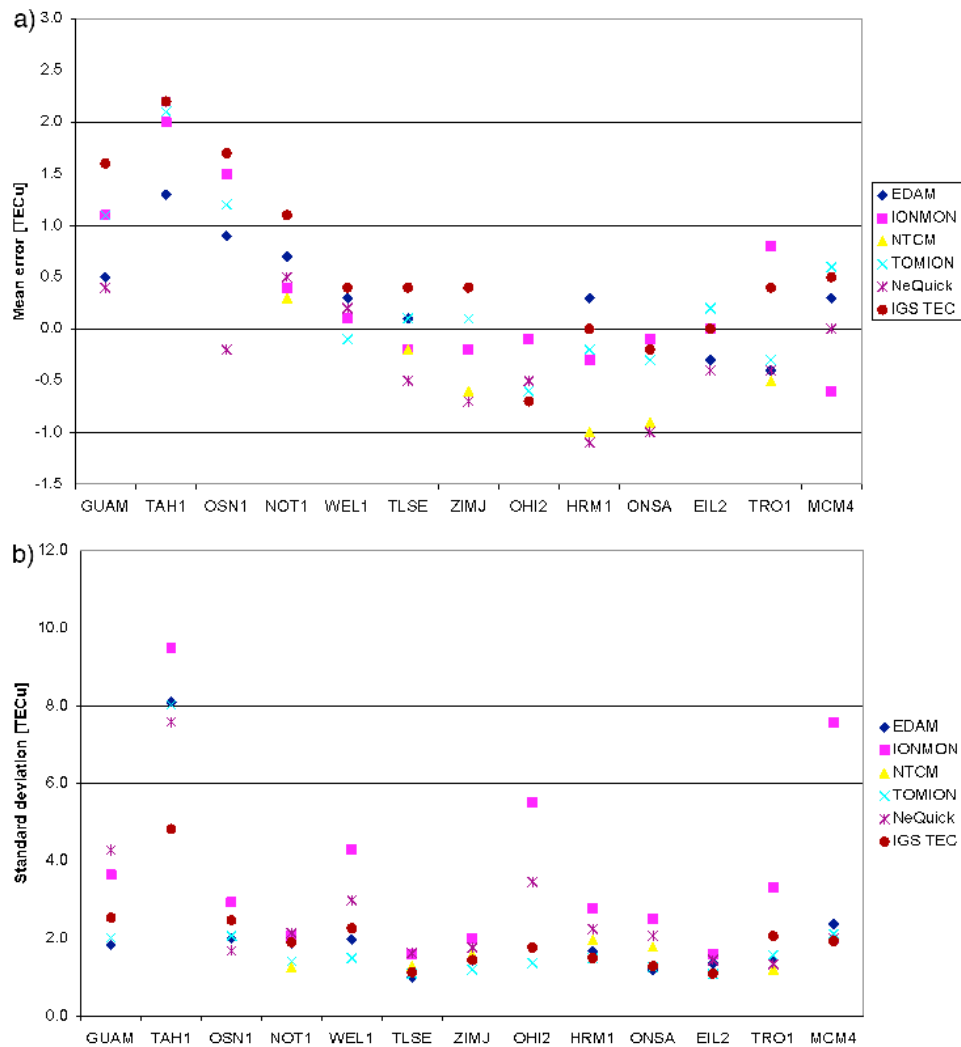 a)
3.0
2.5
2.0
1.5
1.0
0.5
0.0
-0.5
-1.0
-1.5
Mean error [TECu]
GUAM TAH1 OSN1 NOT1 WEL1 TLSE ZIMJ OHI2 HRM1 ONSA EIL2 TRO1 MCM4
EDAM
IONMON
NTCM
TOMION
NeQuick
IGS TEC
b)
12.0
10.0
8.0
6.0
4.0
2.0
0.0
Standard deviation [TECu]
GUAM TAH1 OSN1 NOT1 WEL1 TLSE ZIMJ OHI2 HRM1 ONSA EIL2 TRO1 MCM4
EDAM
IONMON
NTCM
TOMION
NeQuick
IGS TEC